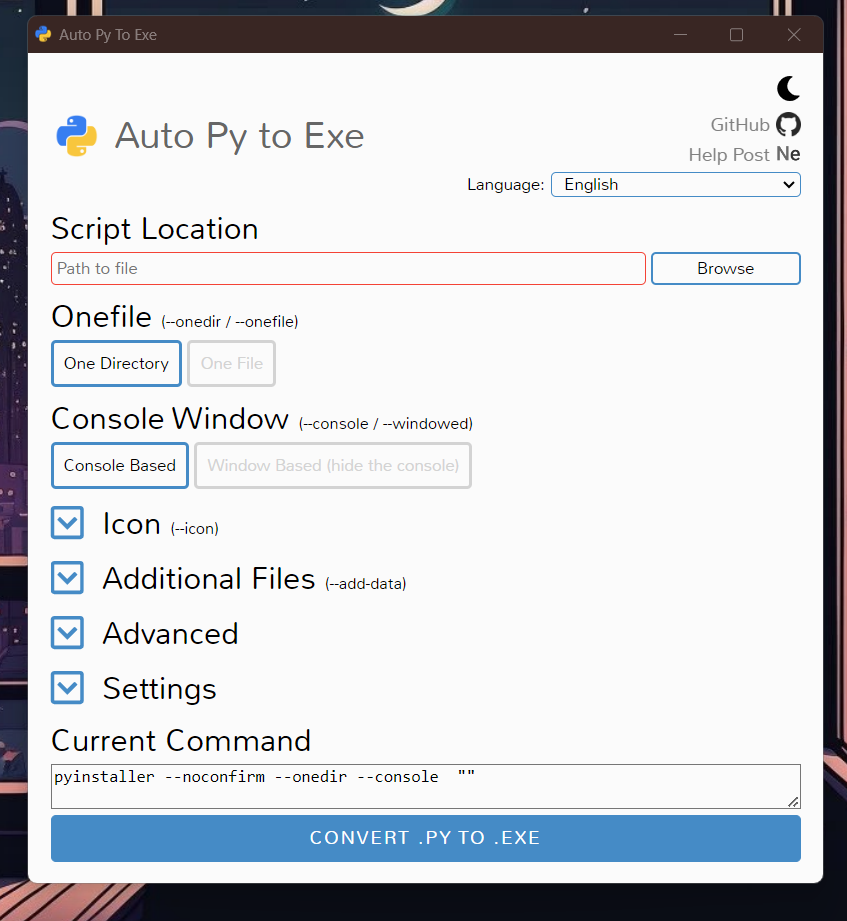 Auto Py To Exe
Auto Py to Exe
GitHub
Help Post Ne
Language: English
Script Location
Path to file Browse
Onefile (--onedir / --onefile)
One Directory One File
Console Window (--console / --windowed)
Console Based Window Based (hide the console)
Icon (--icon)
Additional Files (--add-data)
Advanced
Settings
Current Command
pyinstaller --noconfirm --onedir --console  ""
CONVERT .PY TO .EXE